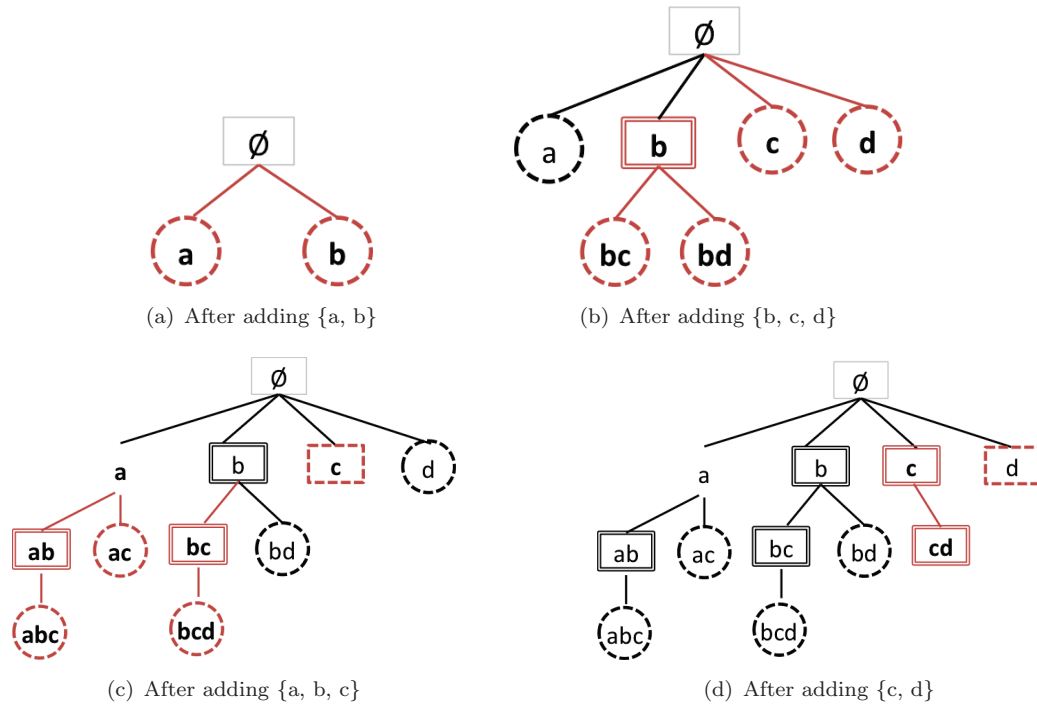 Ø
a b
(a) After adding {a, b}
Ø
a b c d
bc bd
(b) After adding {b, c, d}
Ø
a b c d
ab ac bc bd
abc bcd
(c) After adding {a, b, c}
Ø
a b c d
ab ac bc bd cd
abc bcd
(d) After adding {c, d}